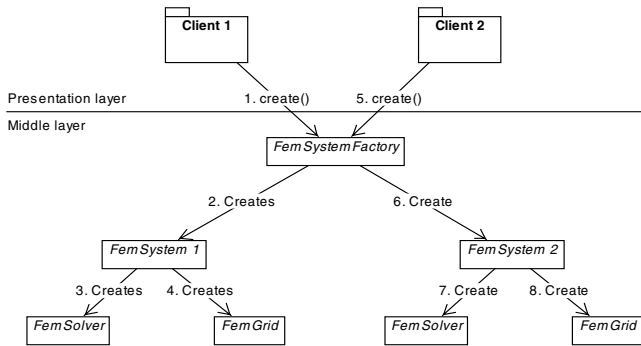 Client 1
Client 2
Presentation layer
1. create()
5. create()
Middle layer
FemSystemFactory
2. Creates
6. Create
FemSystem 1
FemSystem 2
3. Creates
4. Creates
7. Create
8. Create
FemSolver
FemGrid
FemSolver
FemGrid